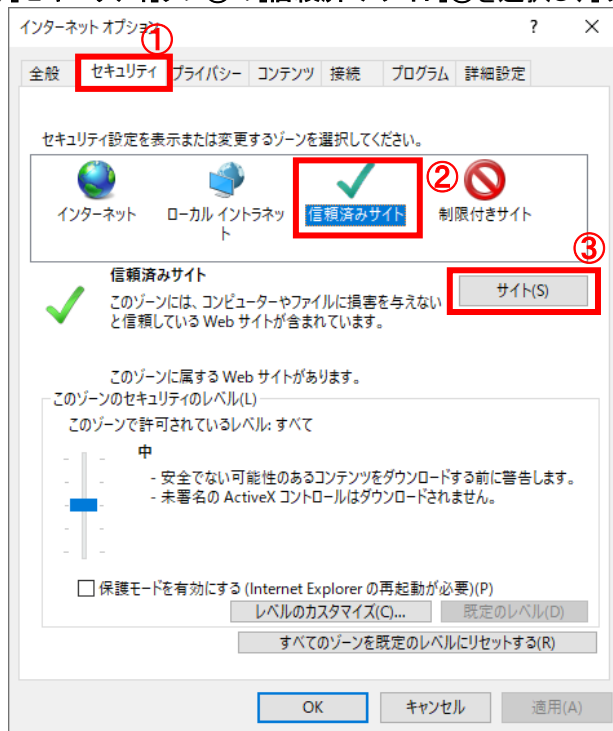 インターネット オプション
? ×
①
全般 セキュリティ プライバシー コンテンツ 接続 プログラム 詳細設定
セキュリティ設定を表示または変更するゾーンを選択してください。
②
インターネット ローカル イントラネッ 信頼済みサイト 制限付きサイト
ト
③
信頼済みサイト
サイト(S)
このゾーンには、コンピューターやファイルに損害を与えない
と信頼している Web サイトが含まれています。
このゾーンに属する Web サイトがあります。
このゾーンのセキュリティのレベル(L)
このゾーンで許可されているレベル: すべて
中
- 安全でない可能性のあるコンテンツをダウンロードする前に警告します。
- 未署名の ActiveX コントロールはダウンロードされません。
保護モードを有効にする (Internet Explorer の再起動が必要)(P)
レベルのカスタマイズ(C)... 既定のレベル(D)
すべてのゾーンを既定のレベルにリセットする(R)
OK キャンセル 適用(A)